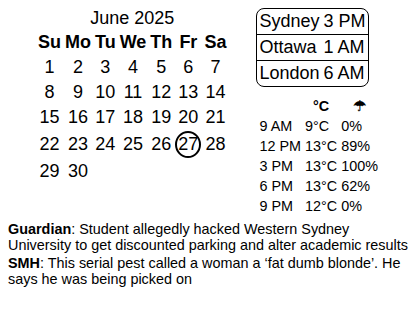 June 2025
Su Mo Tu We Th Fr Sa
1 2 3 4 5 6 7
8 9 10 11 12 13 14
15 16 17 18 19 20 21
22 23 24 25 26 27 28
29 30
Sydney 3 PM
Ottawa 1 AM
London 6 AM
°C ☂
9 AM 9°C 0%
12 PM 13°C 89%
3 PM 13°C 100%
6 PM 13°C 62%
9 PM 12°C 0%
Guardian: Student allegedly hacked Western Sydney
University to get discounted parking and alter academic results
SMH: This serial pest called a woman a ‘fat dumb blonde’. He
says he was being picked on